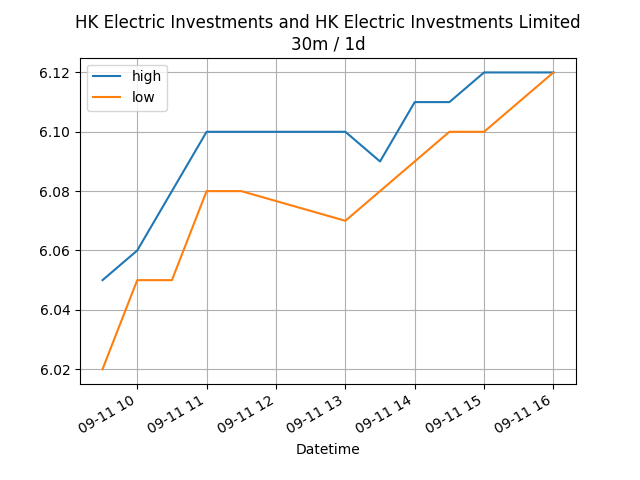 HK Electric Investments and HK Electric Investments Limited
30m / 1d
high
low
6.12
6.10
6.08
6.06
6.04
6.02
09-11 10
09-11 11
09-11 12
09-11 13
09-11 14
09-11 15
09-11 16
Datetime